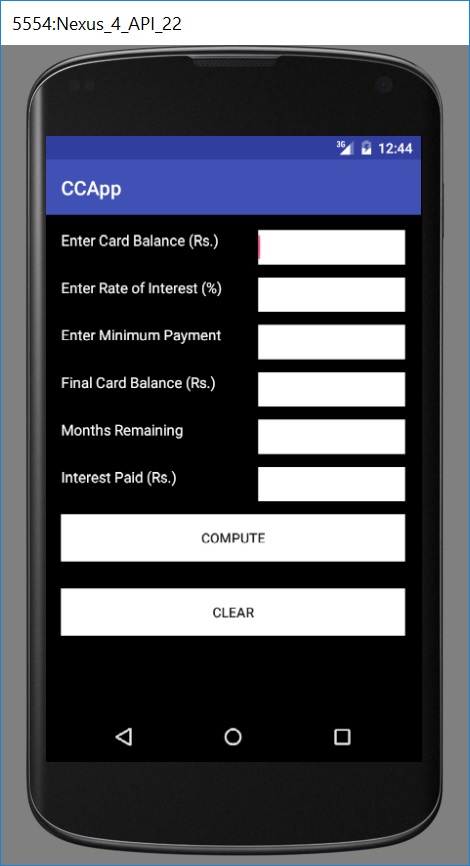 5554:Nexus_4_API_22
3G 12:44
CCApp
Enter Card Balance (Rs.)
Enter Rate of Interest (%)
Enter Minimum Payment
Final Card Balance (Rs.)
Months Remaining
Interest Paid (Rs.)
COMPUTE
CLEAR